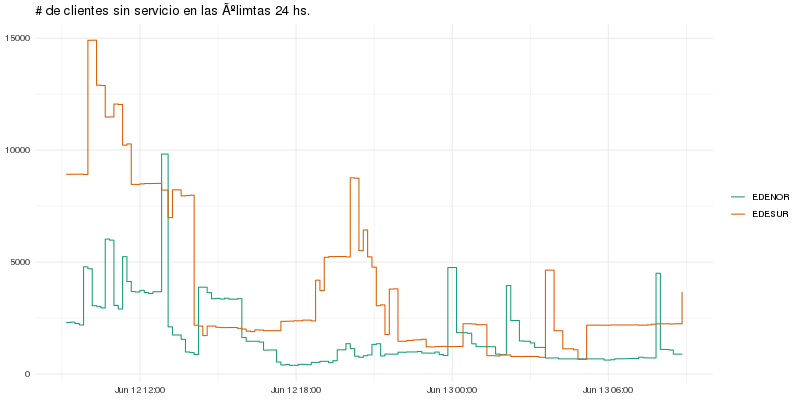 # de clientes sin servicio en las Ãºlimtas 24 hs.
15000
10000
5000
0
Jun 12 12:00
Jun 12 18:00
Jun 13 00:00
Jun 13 06:00
EDENOR
EDESUR